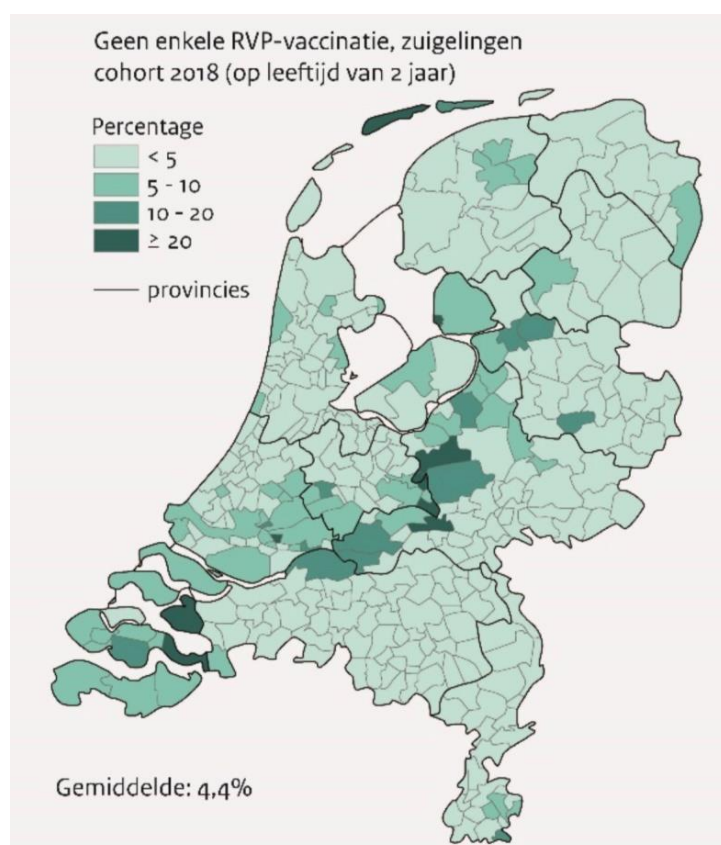 Geen enkele RVP-vaccinatie, zuigelingen
cohort 2018 (op leeftijd van 2 jaar)
Percentage
< 5
5 - 10
10 - 20
≥ 20
provincies
Gemiddelde: 4,4%